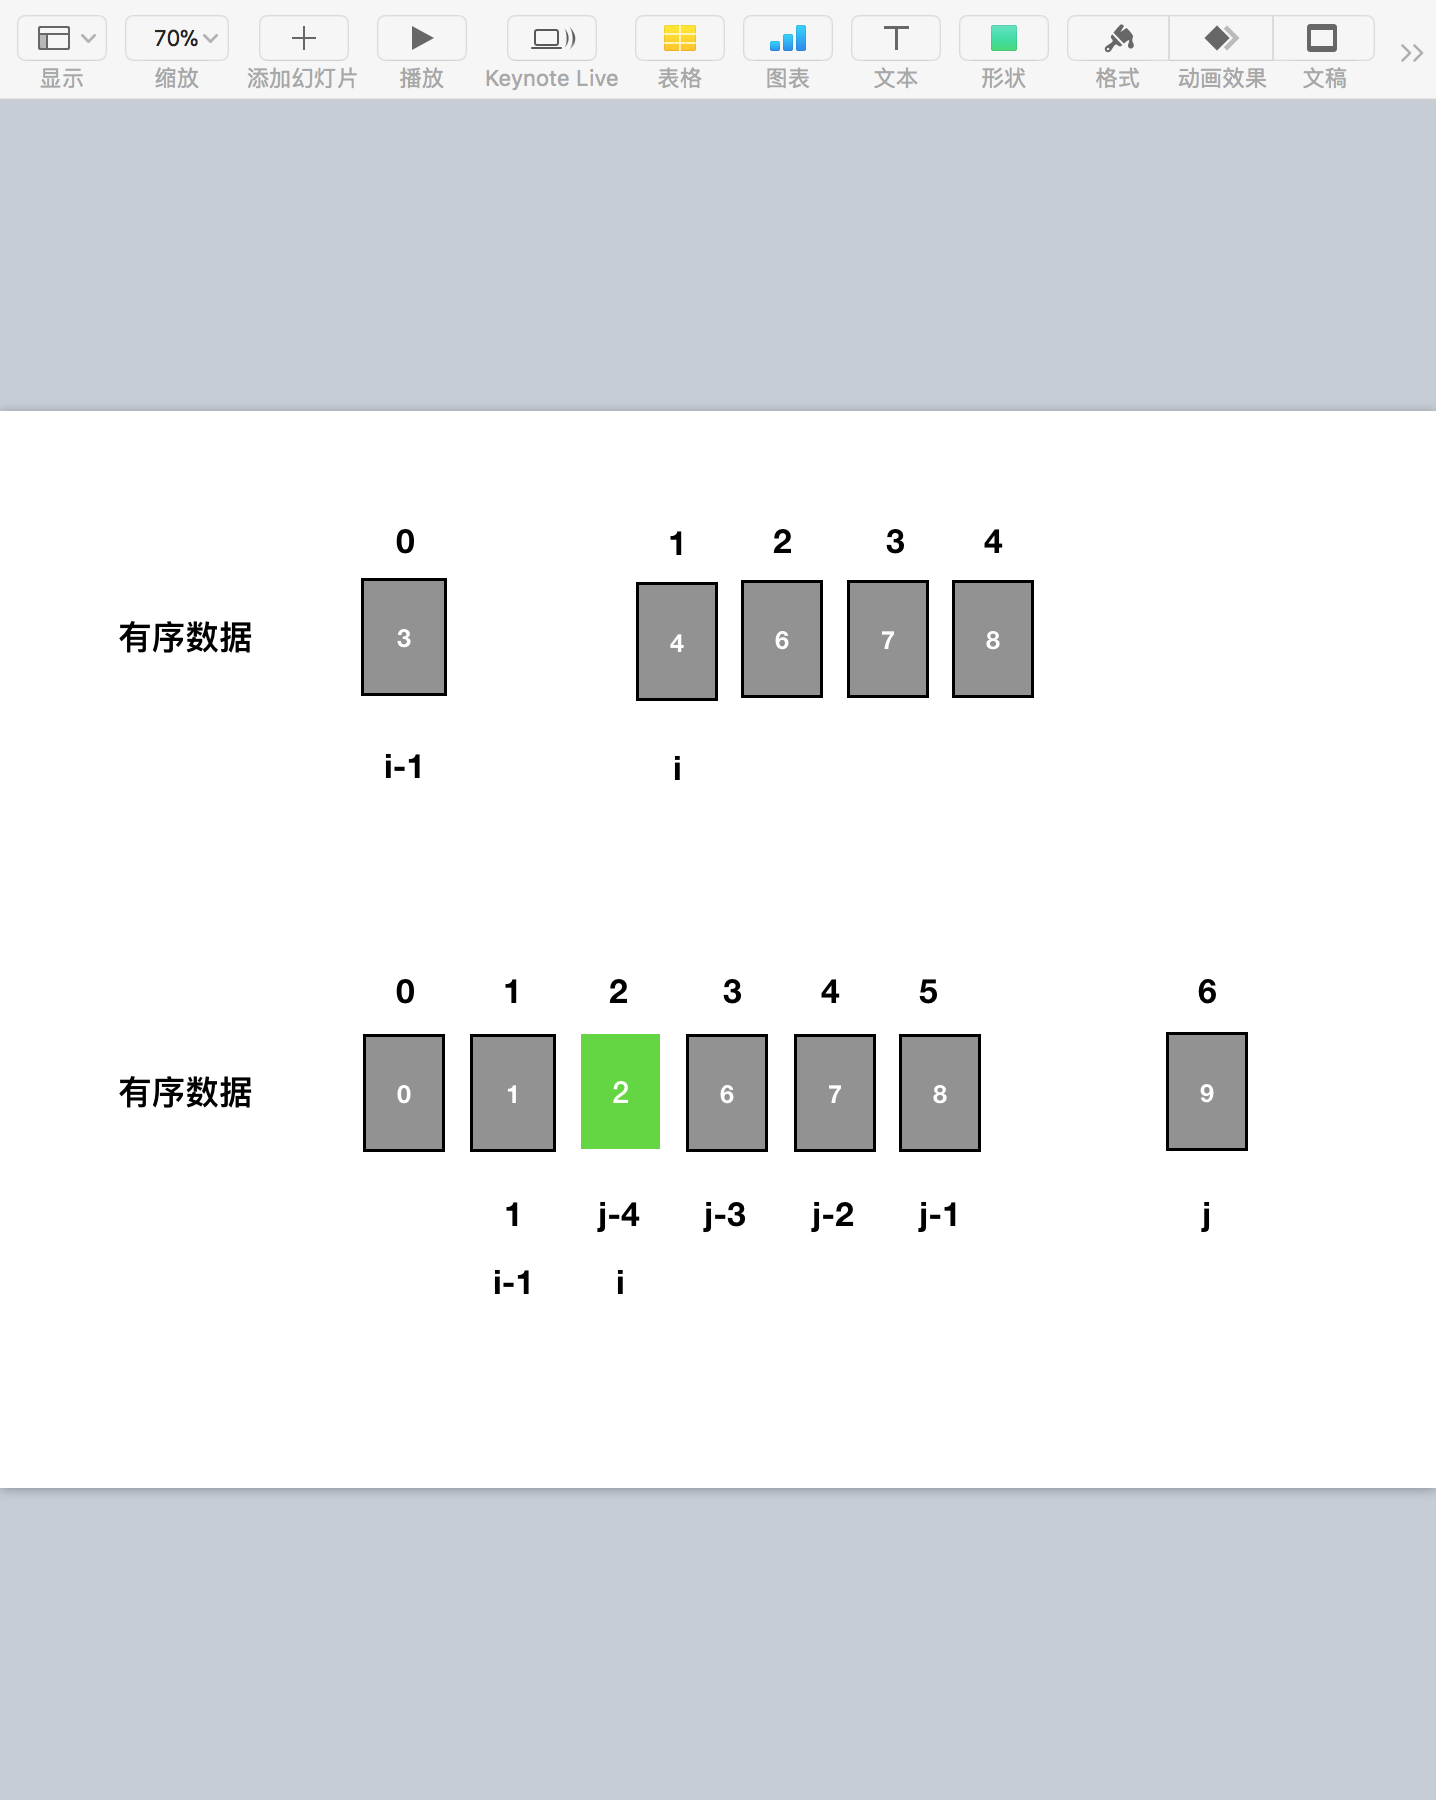 70%
显示 缩放 添加幻灯片 播放 Keynote Live 表格 图表 文本 形状 格式 动画效果 文稿
0 1 2 3 4
有序数据 3 4 6 7 8
i-1 i
0 1 2 3 4 5 6
有序数据 0 1 2 6 7 8 9
1 j-4 j-3 j-2 j-1 j
i-1 i